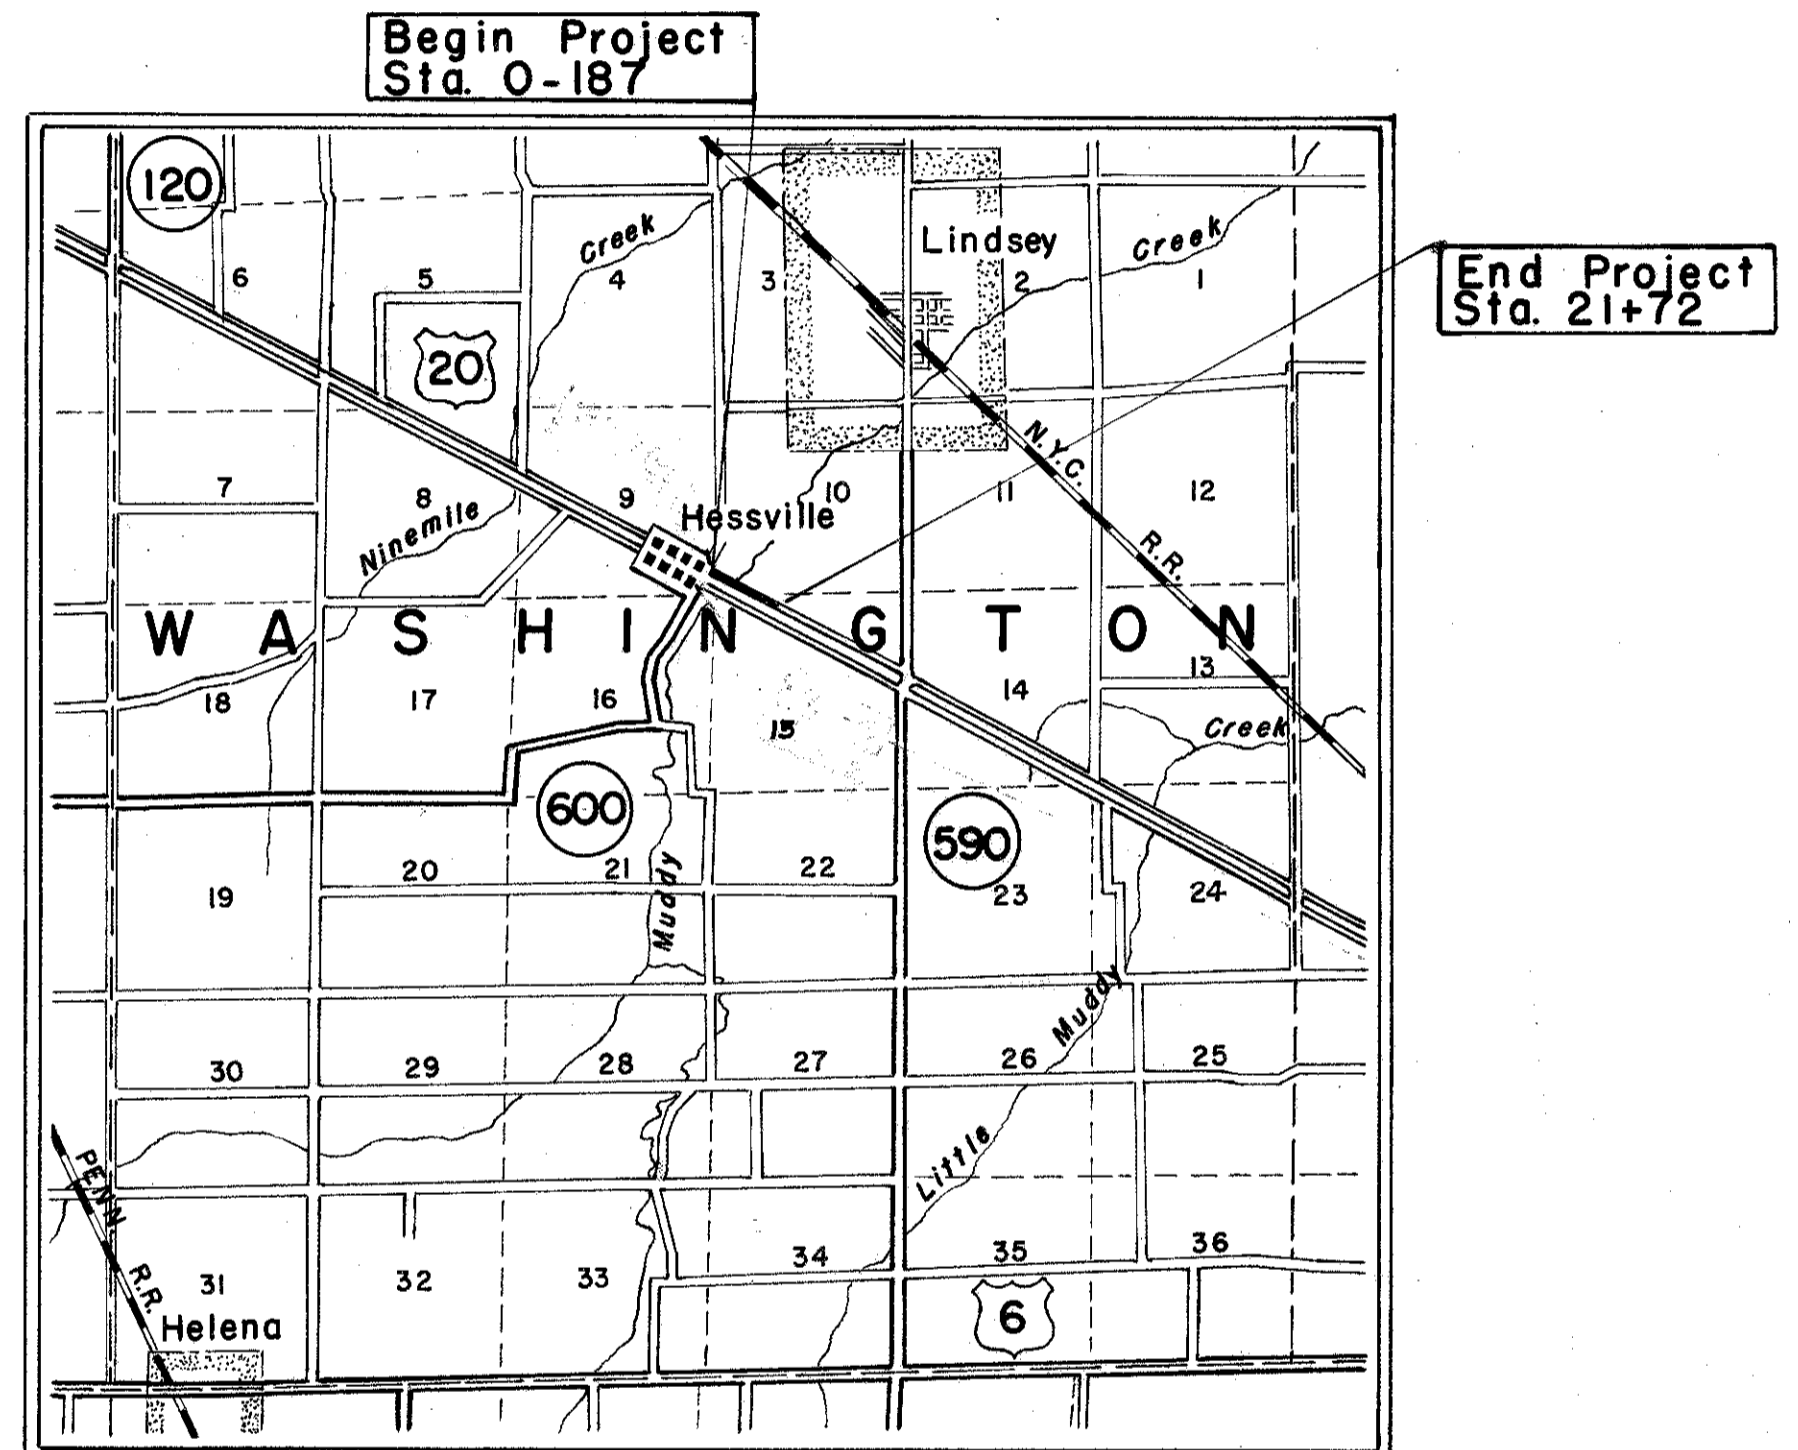 Begin Project
Sta. 0-187
End Project
Sta. 21+72
120
Creek
Lindsey
Creek
6
5
4
3
2
1
20
N.Y.C.
R.R.
7
8
9
10
11
12
Ninemile
Hessville
WASHINGTON
18
17
16
15
14
13
Creek
600
590
19
20
21
22
23
24
Muddy
30
29
28
27
26
25
Little Muddy
PENN.
R.R.
31
32
33
34
35
36
Helena
6